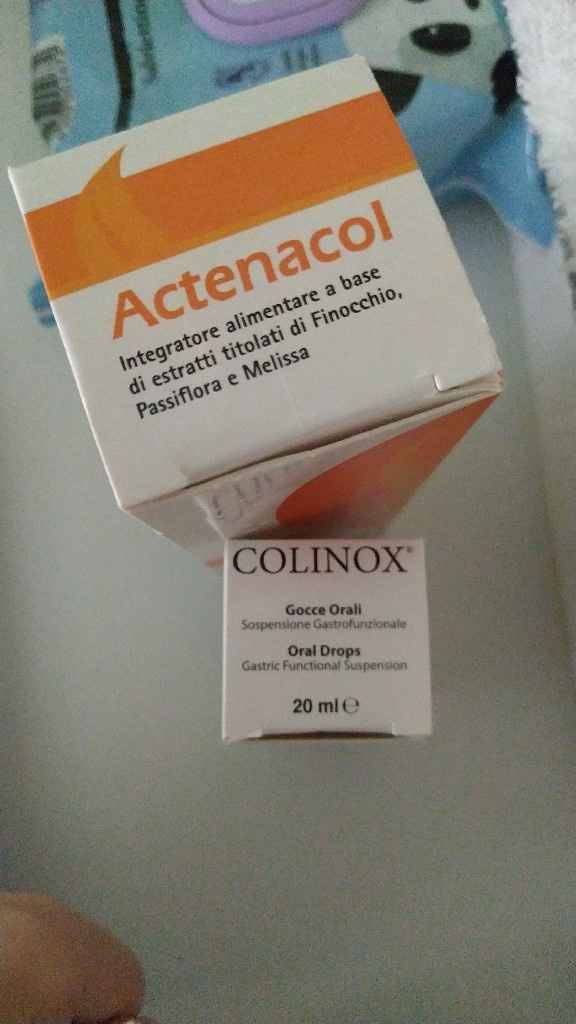 Actenacol
Integratore alimentare a base
di estratti titolati di Finocchio,
Passiflora e Melissa
COLINOX®
Gocce Orali
Sospensione Gastrofunzionale
Oral Drops
Gastric Functional Suspension
20 ml ℮